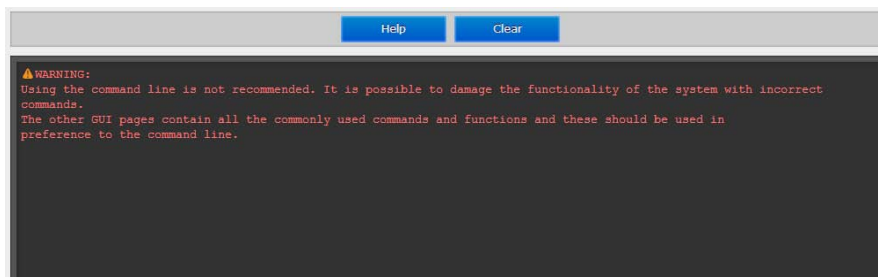 Help Clear
WARNING:
Using the command line is not recommended. It is possible to damage the functionality of the system with incorrect
commands.
The other GUI pages contain all the commonly used commands and functions and these should be used in
preference to the command line.